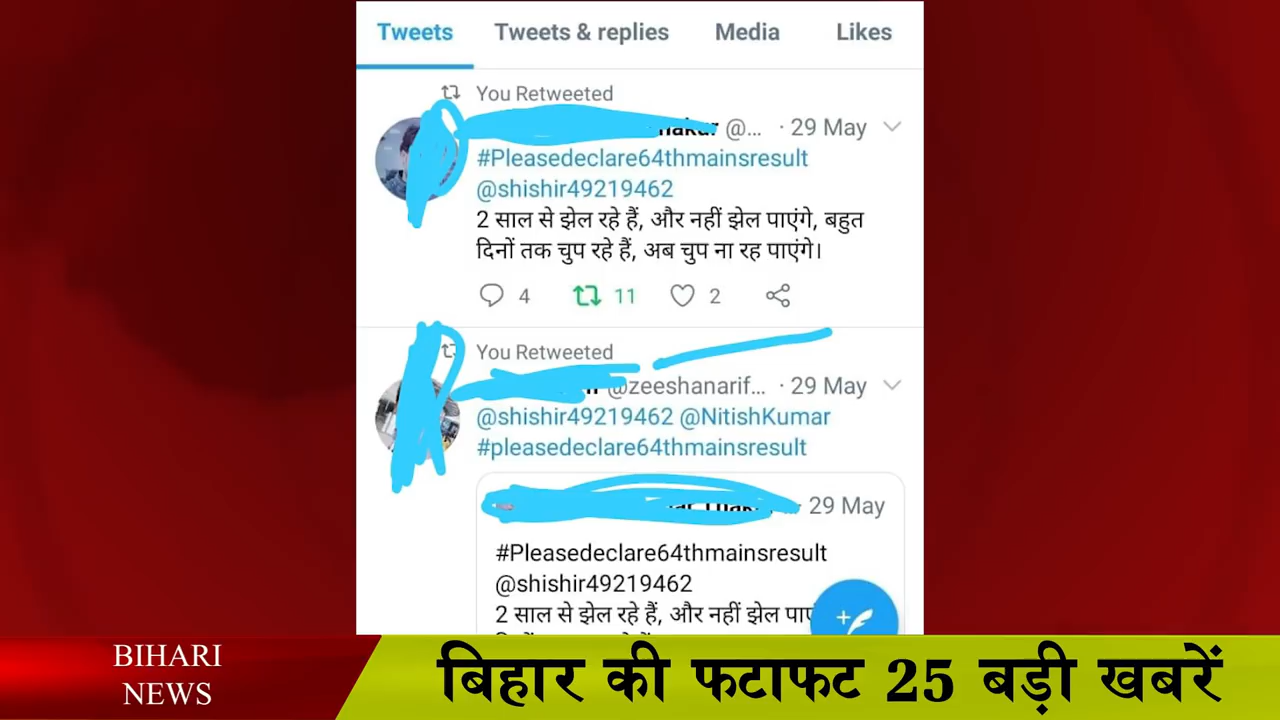 Tweets Tweets & replies Media Likes
You Retweeted
@... · 29 May
#Pleasedeclare64thmainsresult
@shishir49219462
2 साल से झेल रहे हैं, और नहीं झेल पाएंगे, बहुत
दिनों तक चुप रहे हैं, अब चुप ना रह पाएंगे।
4 11 2
You Retweeted
@zeeshanarif... · 29 May
@shishir49219462 @NitishKumar
#pleasedeclare64thmainsresult
29 May
#Pleasedeclare64thmainsresult
@shishir49219462
2 साल से झेल रहे हैं, और नहीं झेल
BIHARI
NEWS
बिहार की फटाफट 25 बड़ी खबरें